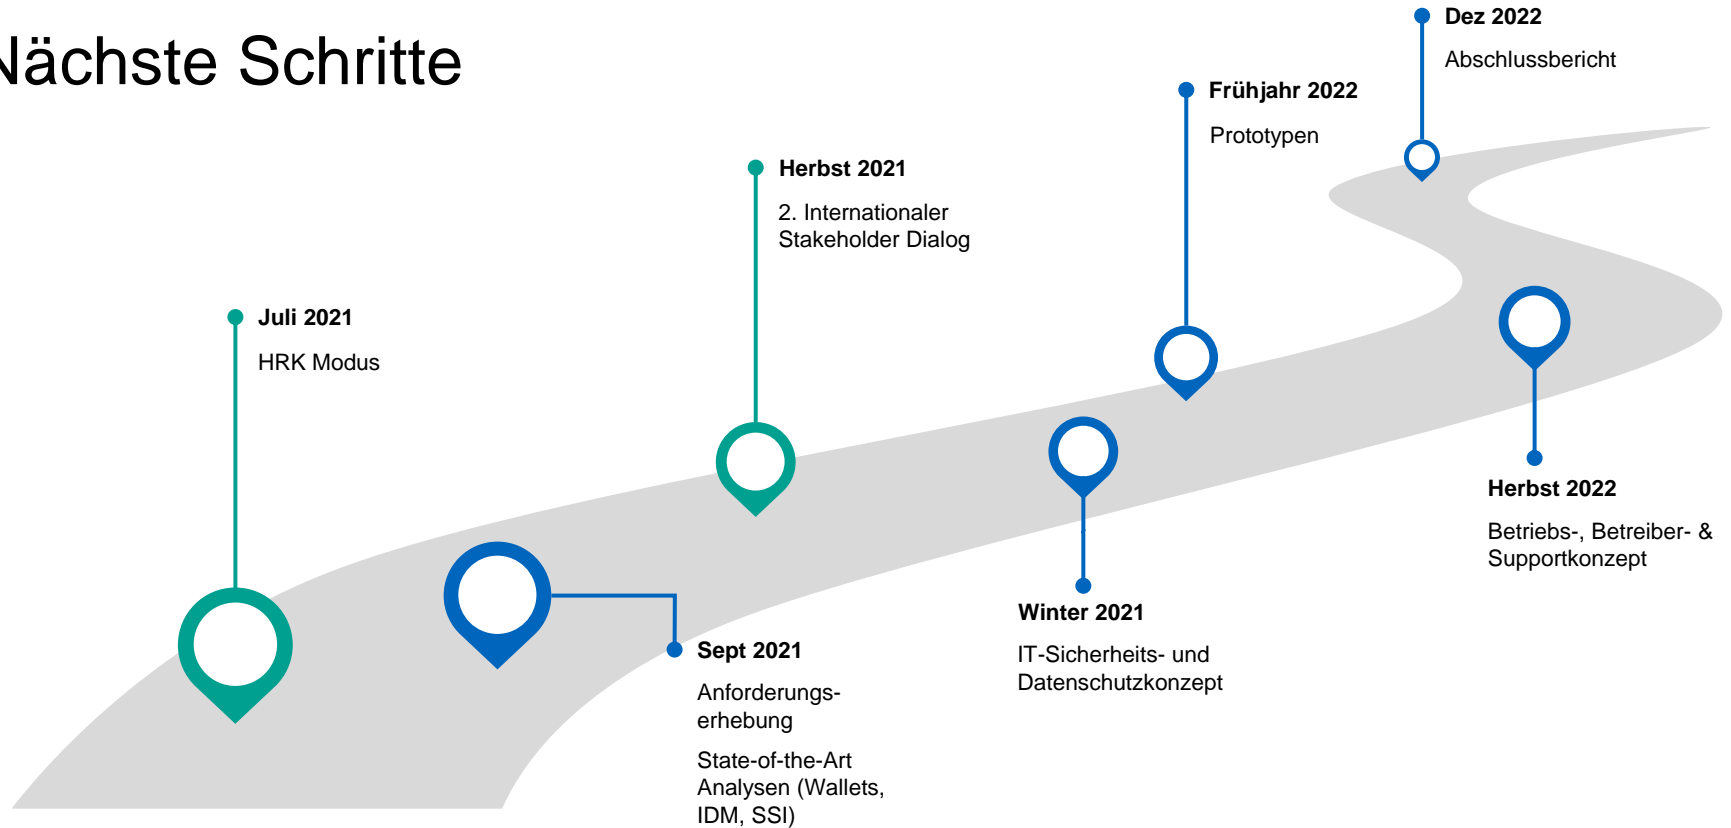 Nächste Schritte
Juli 2021
HRK Modus
Sept 2021
Anforderungs-
erhebung
State-of-the-Art
Analysen (Wallets,
IDM, SSI)
Herbst 2021
2. Internationaler
Stakeholder Dialog
Winter 2021
IT-Sicherheits- und
Datenschutzkonzept
Frühjahr 2022
Prototypen
Herbst 2022
Betriebs-, Betreiber- &
Supportkonzept
Dez 2022
Abschlussbericht